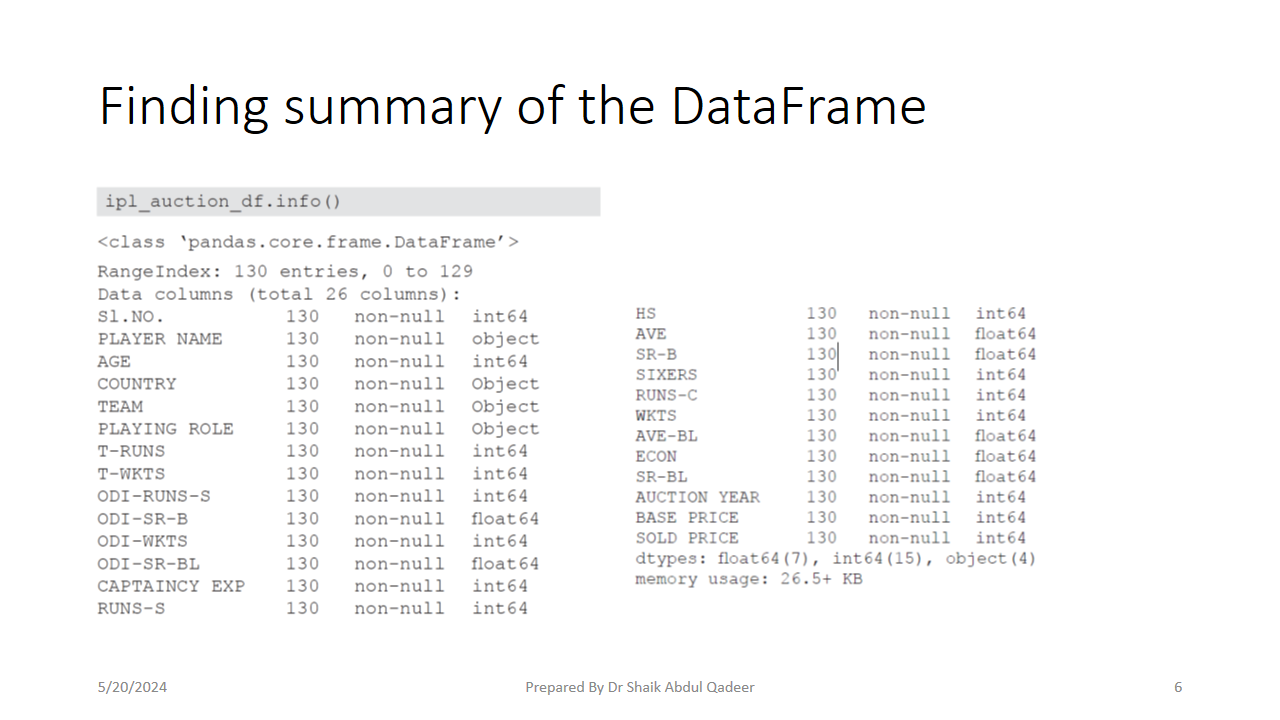 Finding summary of the DataFrame
ipl_auction_df.info()
<class ‘pandas.core.frame.DataFrame’>
RangeIndex: 130 entries, 0 to 129
Data columns (total 26 columns):
Sl.NO. 130 non-null int64
PLAYER NAME 130 non-null object
AGE 130 non-null int64
COUNTRY 130 non-null Object
TEAM 130 non-null Object
PLAYING ROLE 130 non-null Object
T-RUNS 130 non-null int64
T-WKTS 130 non-null int64
ODI-RUNS-S 130 non-null int64
ODI-SR-B 130 non-null float64
ODI-WKTS 130 non-null int64
ODI-SR-BL 130 non-null float64
CAPTAINCY EXP 130 non-null int64
RUNS-S 130 non-null int64
HS 130 non-null int64
AVE 130 non-null float64
SR-B 130 non-null float64
SIXERS 130 non-null int64
RUNS-C 130 non-null int64
WKTS 130 non-null int64
AVE-BL 130 non-null float64
ECON 130 non-null float64
SR-BL 130 non-null float64
AUCTION YEAR 130 non-null int64
BASE PRICE 130 non-null int64
SOLD PRICE 130 non-null int64
dtypes: float64(7), int64(15), object(4)
memory usage: 26.5+ KB
5/20/2024
Prepared By Dr Shaik Abdul Qadeer
6